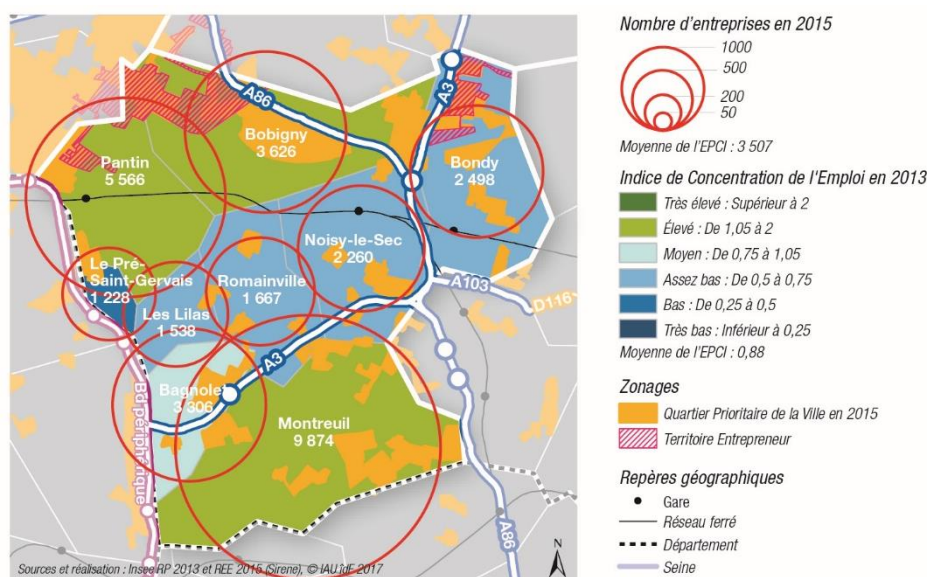 A86
A3
Bobigny
3 626
Pantin
5 566
Bondy
2 498
Noisy-le-Sec
2 260
Le Pré-
Saint-Gervais
1 228
Romainville
1 667
A103
D116
Les Lilas
1 538
A3
Bagnolet
3 306
Montreuil
9 874
Bd périphérique
A86
N
Sources et réalisation : Insee RP 2013 et REE 2015 (Sirene), © IAU îdF 2017
Nombre d'entreprises en 2015
1000
500
200
50
Moyenne de l'EPCI : 3 507
Indice de Concentration de l'Emploi en 2013
Très élevé : Supérieur à 2
Élevé : De 1,05 à 2
Moyen : De 0,75 à 1,05
Assez bas : De 0,5 à 0,75
Bas : De 0,25 à 0,5
Très bas : Inférieur à 0,25
Moyenne de l'EPCI : 0,88
Zonages
Quartier Prioritaire de la Ville en 2015
Territoire Entrepreneur
Repères géographiques
Gare
Réseau ferré
Département
Seine